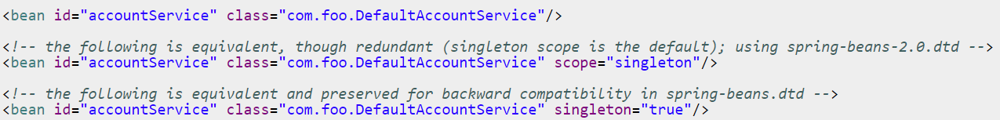 <bean id="accountService" class="com.foo.DefaultAccountService"/>
<!-- the following is equivalent, though redundant (singleton scope is the default); using spring-beans-2.0.dtd -->
<bean id="accountService" class="com.foo.DefaultAccountService" scope="singleton"/>
<!-- the following is equivalent and preserved for backward compatibility in spring-beans.dtd -->
<bean id="accountService" class="com.foo.DefaultAccountService" singleton="true"/>